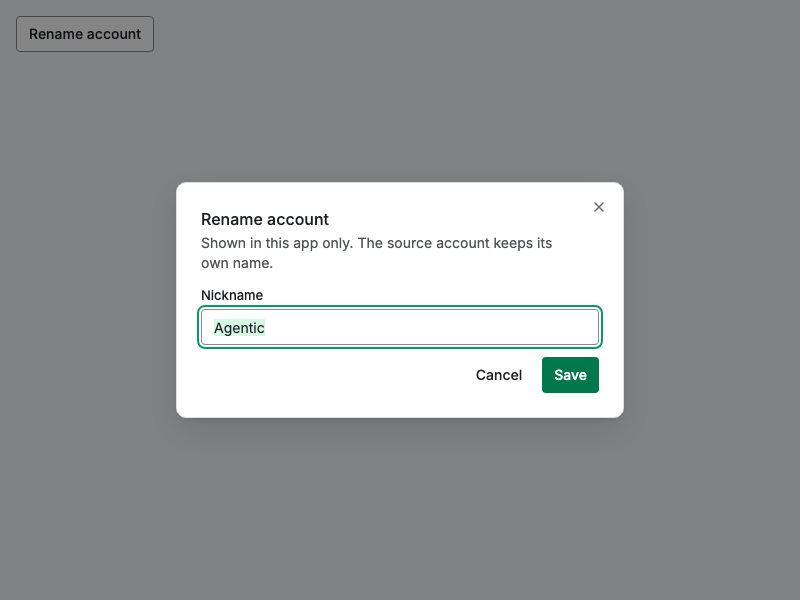 Rename account
Rename account
Shown in this app only. The source account keeps its
own name.
Nickname
Agentic
Cancel
Save